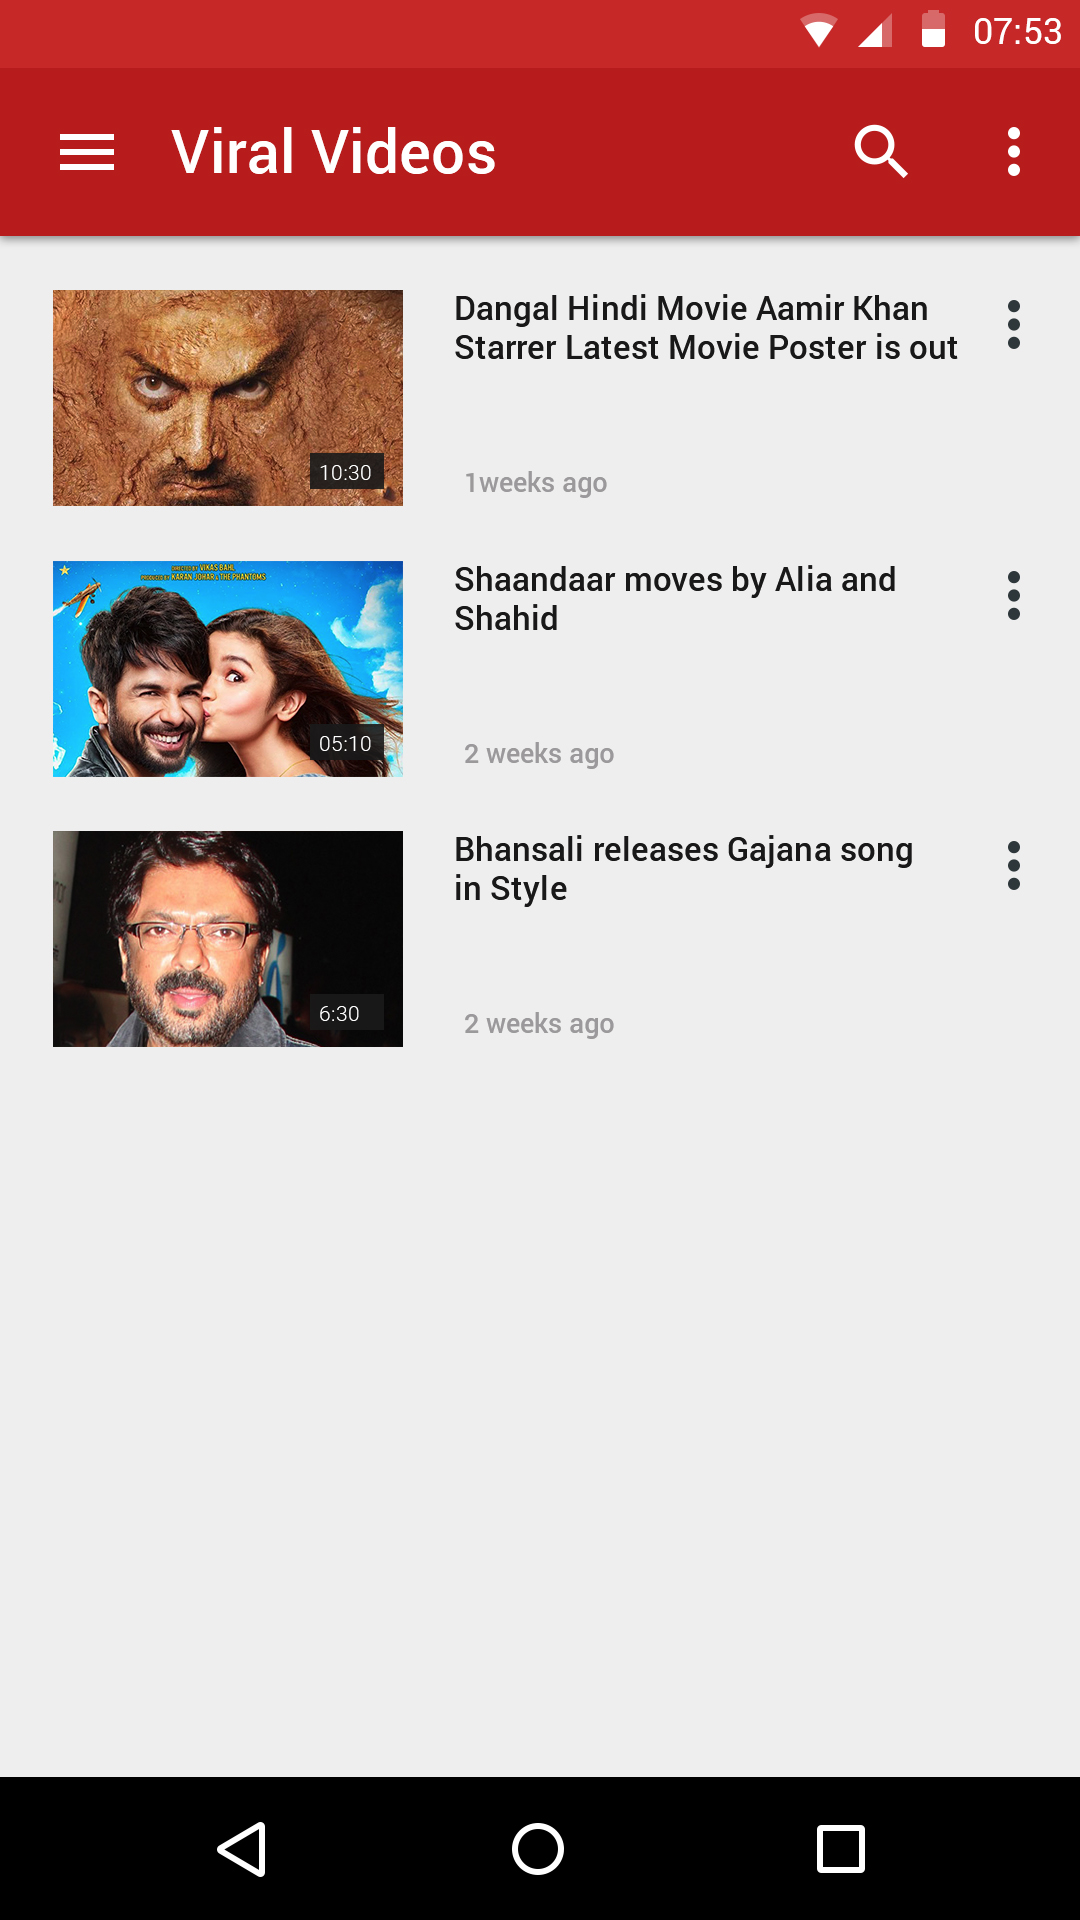 07:53
Viral Videos
Dangal Hindi Movie Aamir Khan
Starrer Latest Movie Poster is out
10:30
1weeks ago
DIRECTED BY VIKAS BAHL
PRODUCED BY KARAN JOHAR & THE PHANTOMS
Shaandaar moves by Alia and
Shahid
05:10
2 weeks ago
Bhansali releases Gajana song
in Style
6:30
2 weeks ago